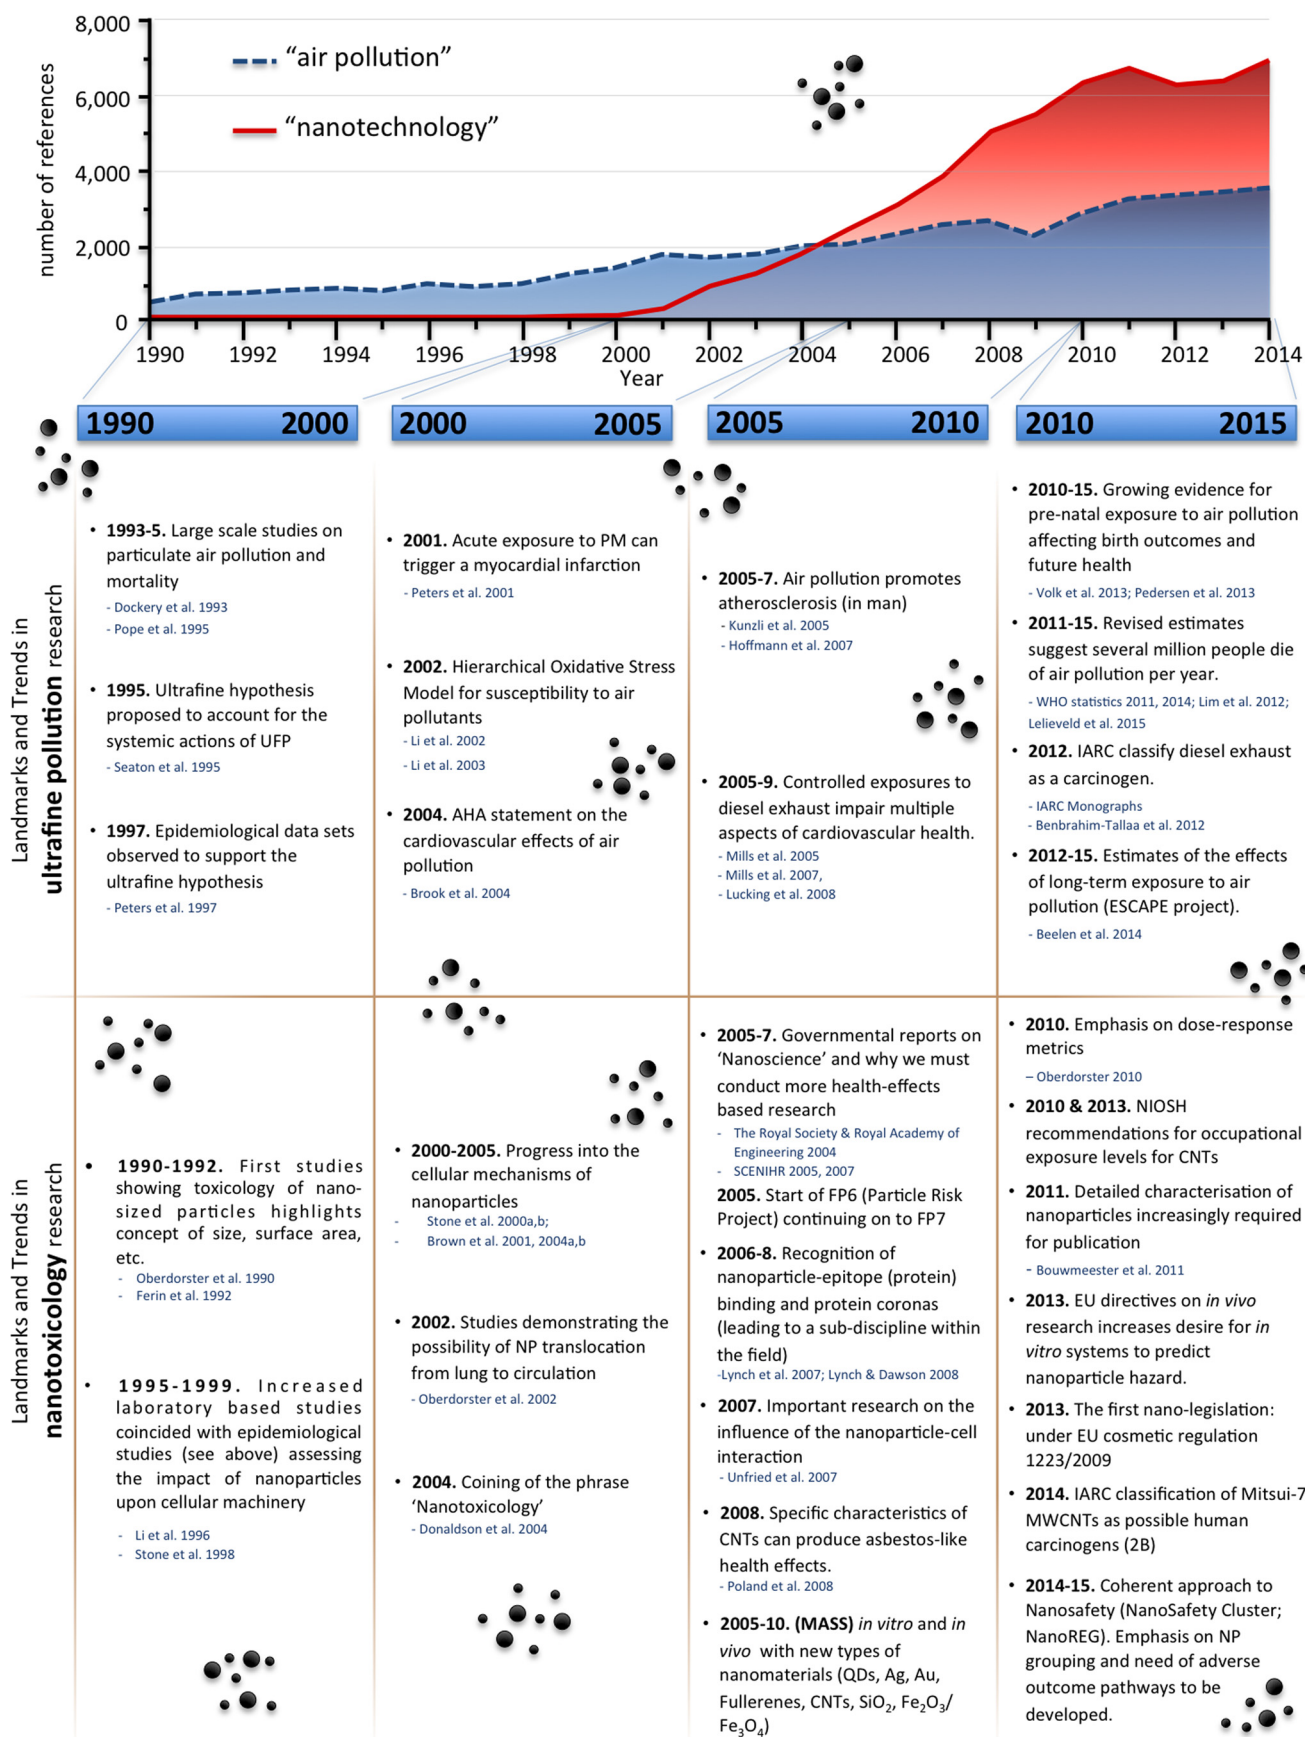 8,000
6,000
4,000
2,000
0
number of references
"air pollution"
"nanotechnology"
1990 1992 1994 1996 1998 2000 2002 2004 2006 2008 2010 2012 2014
Year
1990 2000
2000 2005
2005 2010
2010 2015
Landmarks and Trends in
ultrafine pollution research
• 1993-5. Large scale studies on
particulate air pollution and
mortality
- Dockery et al. 1993
- Pope et al. 1995
• 1995. Ultrafine hypothesis
proposed to account for the
systemic actions of UFP
- Seaton et al. 1995
• 1997. Epidemiological data sets
observed to support the
ultrafine hypothesis
- Peters et al. 1997
• 2001. Acute exposure to PM can
trigger a myocardial infarction
- Peters et al. 2001
• 2002. Hierarchical Oxidative Stress
Model for susceptibility to air
pollutants
- Li et al. 2002
- Li et al. 2003
• 2004. AHA statement on the
cardiovascular effects of air
pollution
- Brook et al. 2004
• 2005-7. Air pollution promotes
atherosclerosis (in man)
- Kunzli et al. 2005
- Hoffmann et al. 2007
• 2005-9. Controlled exposures to
diesel exhaust impair multiple
aspects of cardiovascular health.
- Mills et al. 2005
- Mills et al. 2007,
- Lucking et al. 2008
• 2010-15. Growing evidence for
pre-natal exposure to air pollution
affecting birth outcomes and
future health
- Volk et al. 2013; Pedersen et al. 2013
• 2011-15. Revised estimates
suggest several million people die
of air pollution per year.
- WHO statistics 2011, 2014; Lim et al. 2012;
Lelieveld et al. 2015
• 2012. IARC classify diesel exhaust
as a carcinogen.
- IARC Monographs
- Benbrahim-Tallaa et al. 2012
• 2012-15. Estimates of the effects
of long-term exposure to air
pollution (ESCAPE project).
- Beelen et al. 2014
Landmarks and Trends in
nanotoxicology research
• 1990-1992. First studies
showing toxicology of nano-
sized particles highlights
concept of size, surface area,
etc.
- Oberdorster et al. 1990
- Ferin et al. 1992
• 1995-1999. Increased
laboratory based studies
coincided with epidemiological
studies (see above) assessing
the impact of nanoparticles
upon cellular machinery
- Li et al. 1996
- Stone et al. 1998
• 2000-2005. Progress into the
cellular mechanisms of
nanoparticles
- Stone et al. 2000a,b;
- Brown et al. 2001, 2004a,b
• 2002. Studies demonstrating the
possibility of NP translocation
from lung to circulation
- Oberdorster et al. 2002
• 2004. Coining of the phrase
'Nanotoxicology'
- Donaldson et al. 2004
• 2005-7. Governmental reports on
'Nanoscience' and why we must
conduct more health-effects
based research
- The Royal Society & Royal Academy of
Engineering 2004
- SCENIHR 2005, 2007
2005. Start of FP6 (Particle Risk
Project) continuing on to FP7
• 2006-8. Recognition of
nanoparticle-epitope (protein)
binding and protein coronas
(leading to a sub-discipline within
the field)
-Lynch et al. 2007; Lynch & Dawson 2008
• 2007. Important research on the
influence of the nanoparticle-cell
interaction
- Unfried et al. 2007
• 2008. Specific characteristics of
CNTs can produce asbestos-like
health effects.
- Poland et al. 2008
• 2005-10. (MASS) in vitro and in
vivo with new types of
nanomaterials (QDs, Ag, Au,
Fullerenes, CNTs, SiO₂, Fe₂O₃/
Fe₃O₄)
• 2010. Emphasis on dose-response
metrics
– Oberdorster 2010
• 2010 & 2013. NIOSH
recommendations for occupational
exposure levels for CNTs
• 2011. Detailed characterisation of
nanoparticles increasingly required
for publication
- Bouwmeester et al. 2011
• 2013. EU directives on in vivo
research increases desire for in
vitro systems to predict
nanoparticle hazard.
• 2013. The first nano-legislation:
under EU cosmetic regulation
1223/2009
• 2014. IARC classification of Mitsui-7
MWCNTs as possible human
carcinogens (2B)
• 2014-15. Coherent approach to
Nanosafety (NanoSafety Cluster;
NanoREG). Emphasis on NP
grouping and need of adverse
outcome pathways to be
developed.